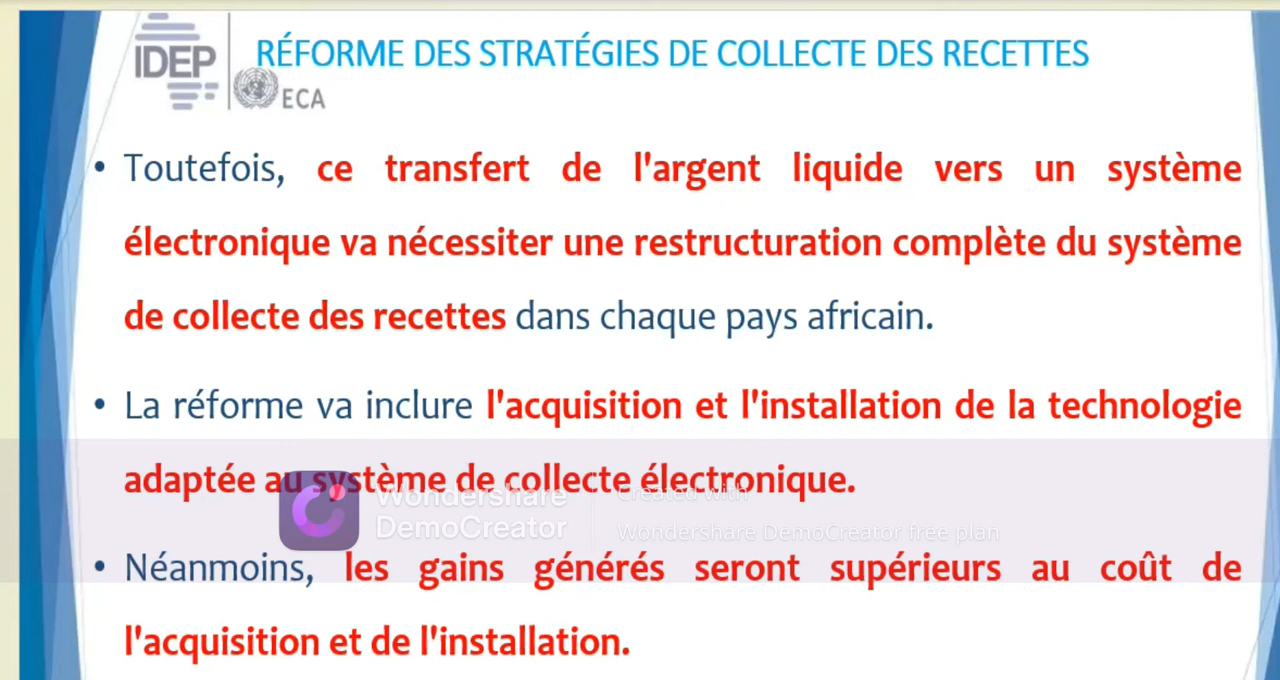 IDEP
ECA
RÉFORME DES STRATÉGIES DE COLLECTE DES RECETTES
• Toutefois, ce transfert de l'argent liquide vers un système
électronique va nécessiter une restructuration complète du système
de collecte des recettes dans chaque pays africain.
• La réforme va inclure l'acquisition et l'installation de la technologie
adaptée au système de collecte électronique.
Wondershare
DemoCreator
Created with
Wondershare DemoCreator free plan
• Néanmoins, les gains générés seront supérieurs au coût de
l'acquisition et de l'installation.